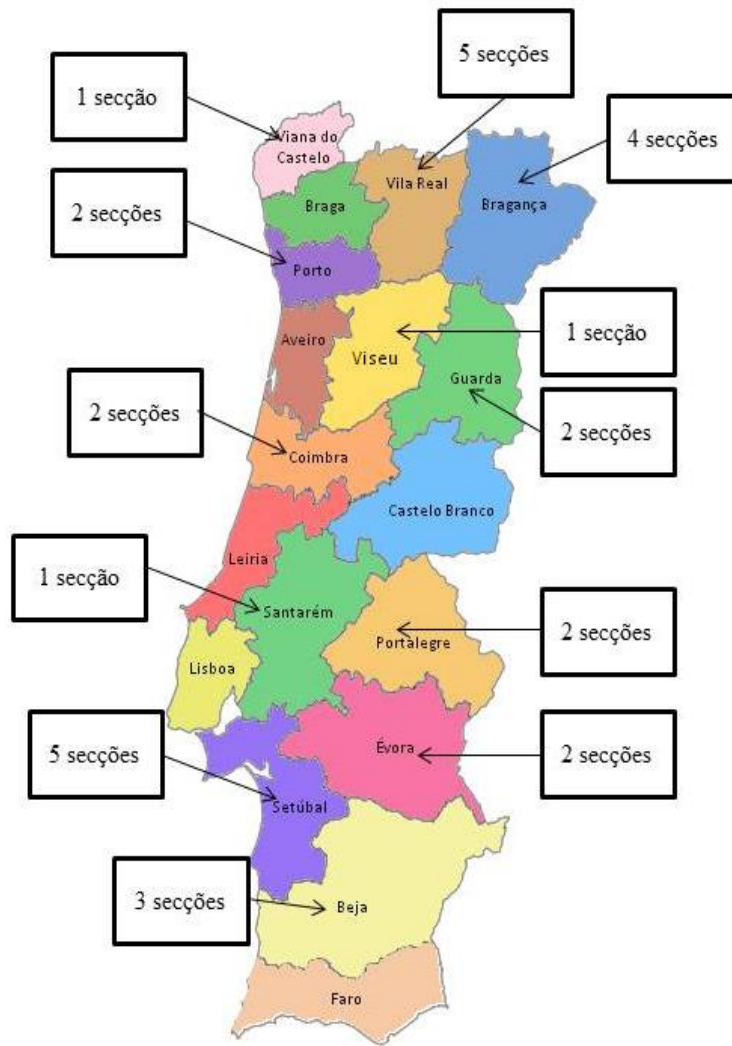 5 secções
1 secção
4 secções
Viana do
Castelo
Vila Real
Bragança
Braga
2 secções
Porto
Aveiro
Viseu
1 secção
Guarda
2 secções
2 secções
Coimbra
Castelo Branco
Leiria
1 secção
Santarém
2 secções
Portalegre
Lisboa
5 secções
Évora
2 secções
Setúbal
3 secções
Beja
Faro